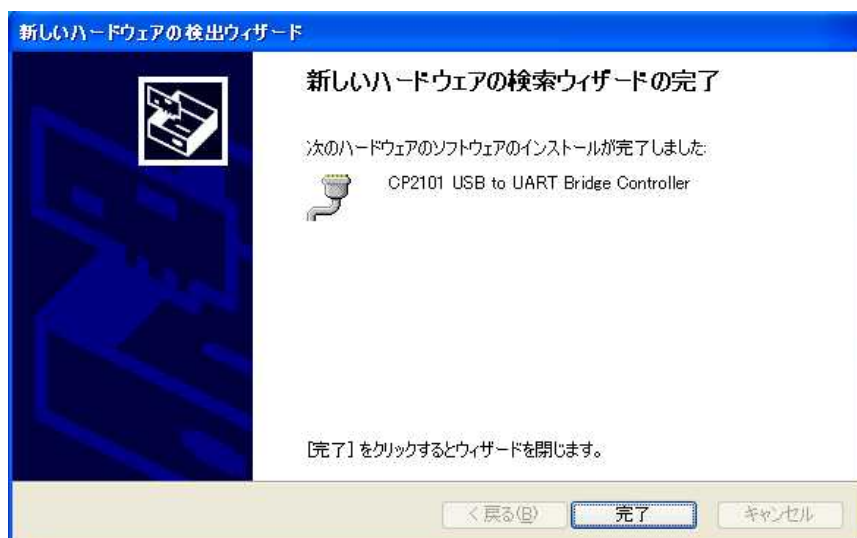 新しいハードウェアの検出ウィザード
新しいハードウェアの検索ウィザードの完了
次のハードウェアのソフトウェアのインストールが完了しました:
CP2101 USB to UART Bridge Controller
[完了] をクリックするとウィザードを閉じます。
< 戻る(B) 完了 キャンセル